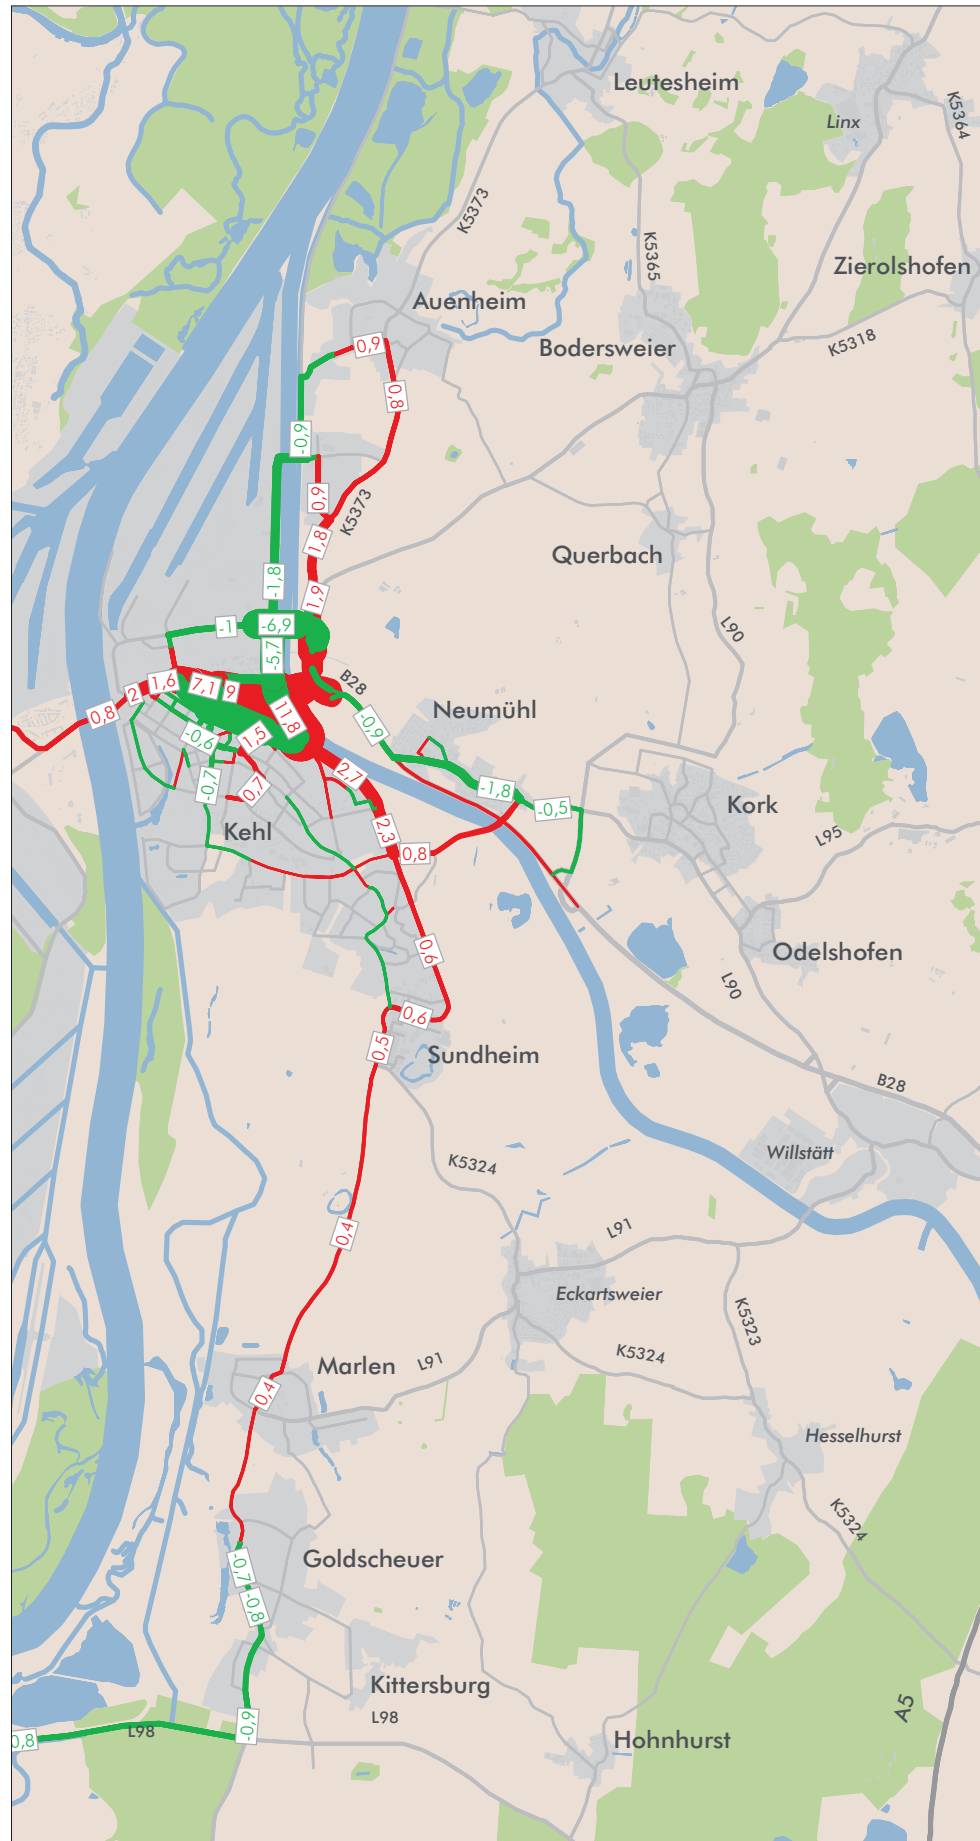 Leutesheim
Linx
K5364
K5373
K5365
Zierolshofen
Auenheim
Bodersweier
K5318
0,9
0,8
-0,9
0,9
K5373
1,8
Querbach
-1,8
1,9
-1
-6,9
L90
-5,7
B28
1,6
7,1
9
2
0,8
11,8
-0,9
Neumühl
-0,6
1,5
2,7
-0,7
0,7
-1,8
-0,5
Kork
Kehl
2,3
0,8
L95
0,6
Odelshofen
L90
0,6
0,5
Sundheim
B28
K5324
Willstätt
0,4
L91
Eckartsweier
K5323
Marlen
L91
K5324
0,4
Hesselhurst
K5324
Goldscheuer
-0,7
-0,8
Kittersburg
A5
L98
-0,9
L98
0,8
Hohnhurst